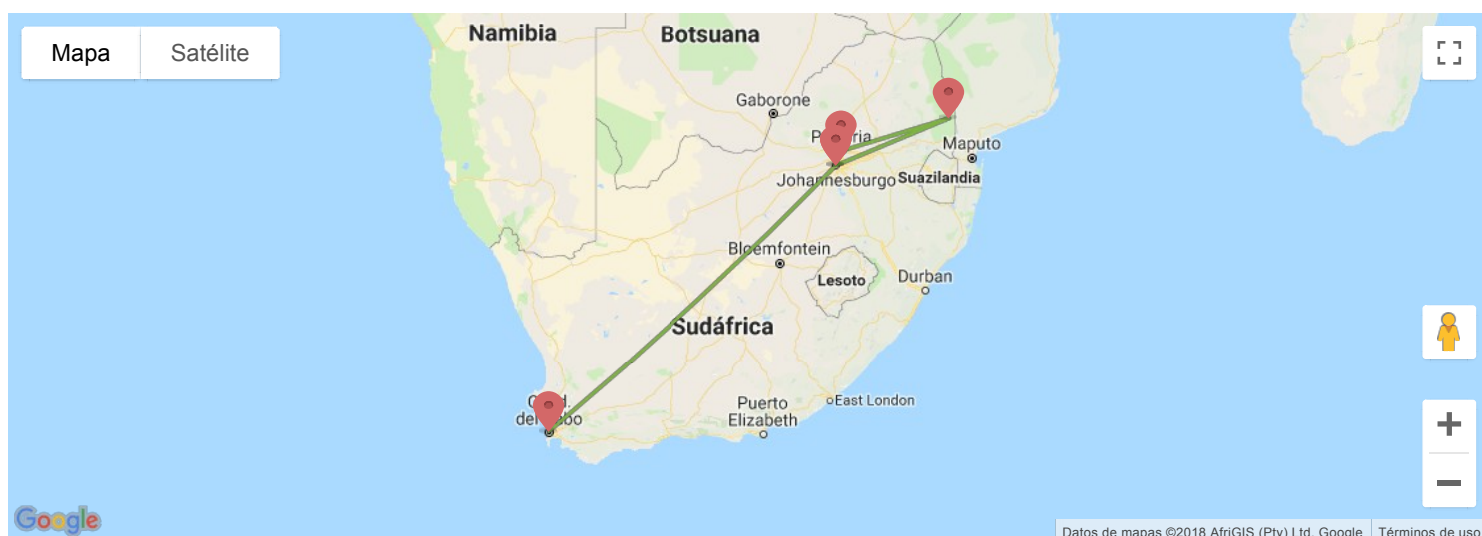 Mapa
Satélite
Namibia
Botsuana
Gaborone
Maputo
Johannesburgo
Suazilandia
Bloemfontein
Lesoto
Durban
Sudáfrica
Puerto
Elizabeth
East London
Google
Datos de mapas ©2018 AfriGIS (Pty) Ltd, Google
Términos de uso